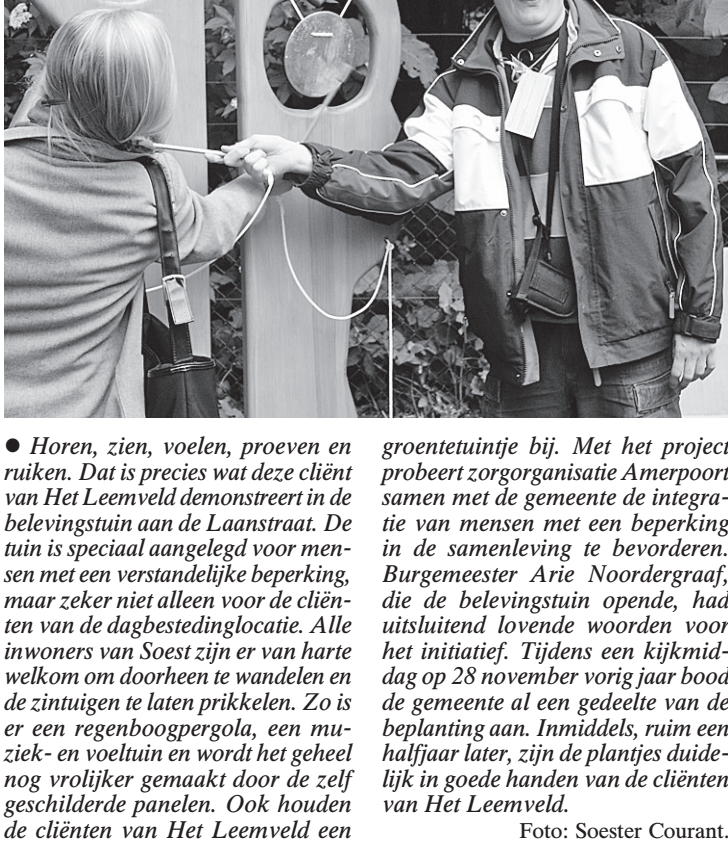 ● Horen, zien, voelen, proeven en
ruiken. Dat is precies wat deze cliënt
van Het Leemveld demonstreert in de
belevingstuin aan de Laanstraat. De
tuin is speciaal aangelegd voor men-
sen met een verstandelijke beperking,
maar zeker niet alleen voor de cliën-
ten van de dagbestedinglocatie. Alle
inwoners van Soest zijn er van harte
welkom om doorheen te wandelen en
de zintuigen te laten prikkelen. Zo is
er een regenboogpergola, een mu-
ziek- en voeltuin en wordt het geheel
nog vrolijker gemaakt door de zelf
geschilderde panelen. Ook houden
de cliënten van Het Leemveld een
groentetuintje bij. Met het project
probeert zorgorganisatie Amerpoort
samen met de gemeente de integra-
tie van mensen met een beperking
in de samenleving te bevorderen.
Burgemeester Arie Noordergraaf,
die de belevingstuin opende, had
uitsluitend lovende woorden voor
het initiatief. Tijdens een kijkmid-
dag op 28 november vorig jaar bood
de gemeente al een gedeelte van de
beplanting aan. Inmiddels, ruim een
halfjaar later, zijn de plantjes duide-
lijk in goede handen van de cliënten
van Het Leemveld.
Foto: Soester Courant.